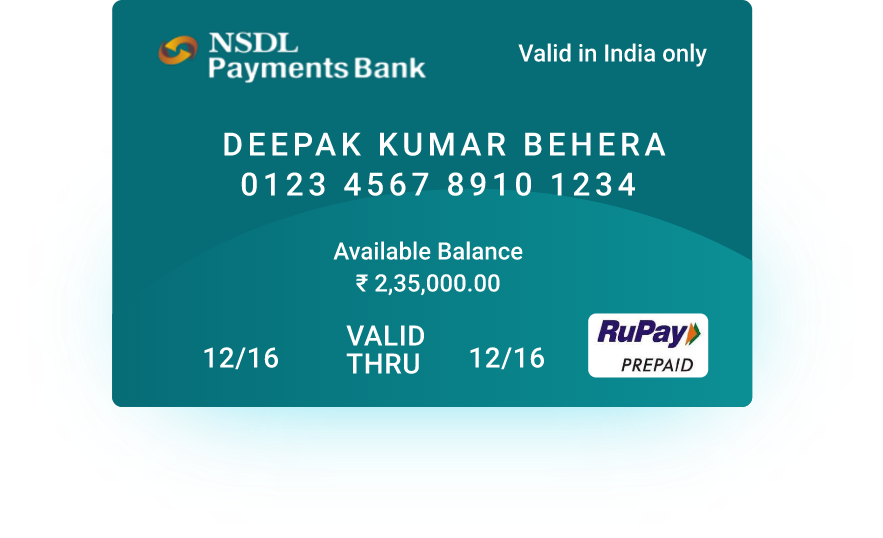 NSDL
Payments Bank
Valid in India only
DEEPAK KUMAR BEHERA
0123 4567 8910 1234
Available Balance
₹ 2,35,000.00
12/16
VALID
THRU
12/16
RuPay
PREPAID